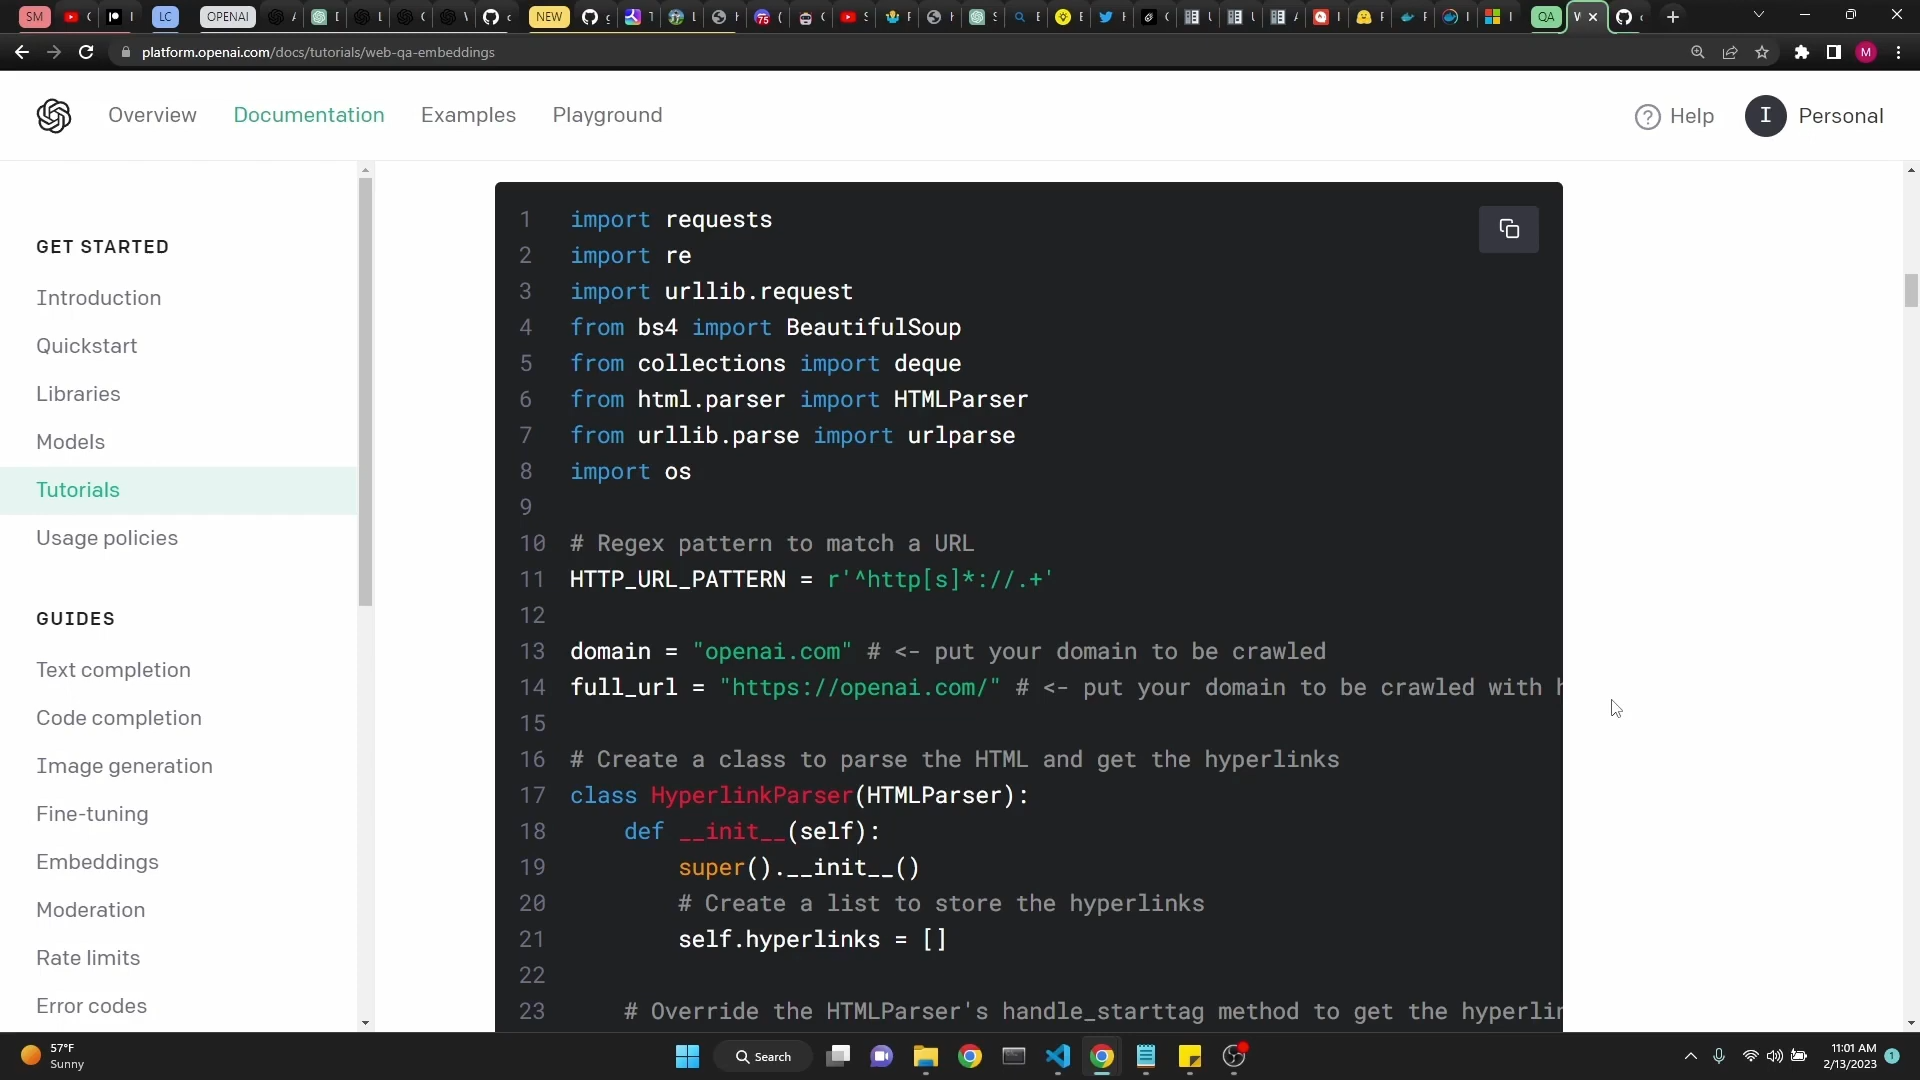 SM
LC
OPENAI
NEW
75
QA
platform.openai.com/docs/tutorials/web-qa-embeddings
M
Overview
Documentation
Examples
Playground
? Help
I Personal
GET STARTED
Introduction
Quickstart
Libraries
Models
Tutorials
Usage policies
GUIDES
Text completion
Code completion
Image generation
Fine-tuning
Embeddings
Moderation
Rate limits
Error codes
1 import requests
2 import re
3 import urllib.request
4 from bs4 import BeautifulSoup
5 from collections import deque
6 from html.parser import HTMLParser
7 from urllib.parse import urlparse
8 import os
9
10 # Regex pattern to match a URL
11 HTTP_URL_PATTERN = r'^http[s]*://.+'
12
13 domain = "openai.com" # <- put your domain to be crawled
14 full_url = "https://openai.com/" # <- put your domain to be crawled with h
15
16 # Create a class to parse the HTML and get the hyperlinks
17 class HyperlinkParser(HTMLParser):
18 def __init__(self):
19 super().__init__()
20 # Create a list to store the hyperlinks
21 self.hyperlinks = []
22
23 # Override the HTMLParser's handle_starttag method to get the hyperlin
57°F
Sunny
Search
11:01 AM
2/13/2023
1